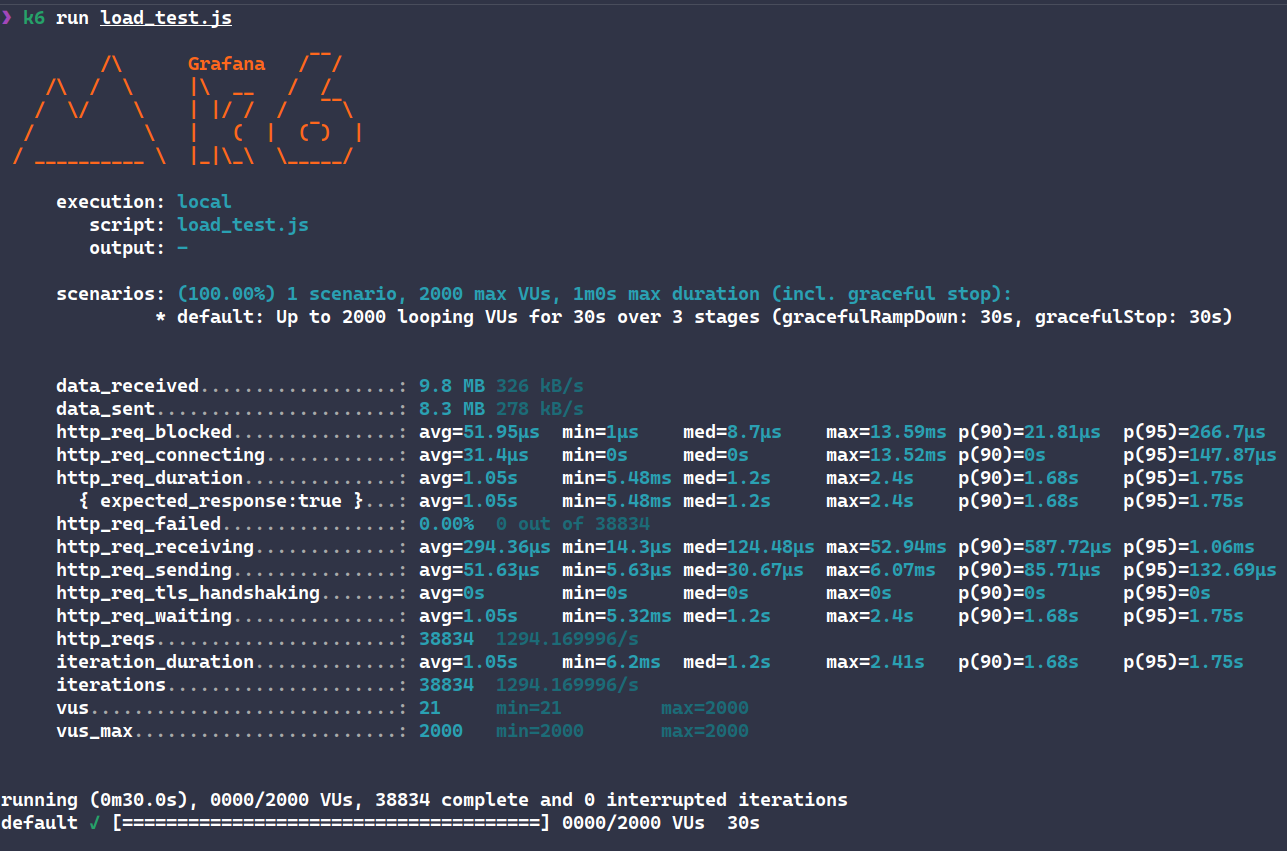 ❯ k6 run load_test.js
         /\      Grafana   /‾‾/
    /\  /  \     |\  __   /  /
   /  \/    \    | |/ /  /   ‾‾\
  /          \   |   (  |  (‾)  |
 / __________ \  |_|\_\  \_____/
     execution: local
        script: load_test.js
        output: -
     scenarios: (100.00%) 1 scenario, 2000 max VUs, 1m0s max duration (incl. graceful stop):
              * default: Up to 2000 looping VUs for 30s over 3 stages (gracefulRampDown: 30s, gracefulStop: 30s)
     data_received..................: 9.8 MB 326 kB/s
     data_sent......................: 8.3 MB 278 kB/s
     http_req_blocked...............: avg=51.95µs  min=1µs    med=8.7µs    max=13.59ms p(90)=21.81µs  p(95)=266.7µs
     http_req_connecting............: avg=31.4µs   min=0s     med=0s       max=13.52ms p(90)=0s       p(95)=147.87µs
     http_req_duration..............: avg=1.05s    min=5.48ms med=1.2s     max=2.4s    p(90)=1.68s    p(95)=1.75s
       { expected_response:true }...: avg=1.05s    min=5.48ms med=1.2s     max=2.4s    p(90)=1.68s    p(95)=1.75s
     http_req_failed................: 0.00%  0 out of 38834
     http_req_receiving.............: avg=294.36µs min=14.3µs med=124.48µs max=52.94ms p(90)=587.72µs p(95)=1.06ms
     http_req_sending...............: avg=51.63µs  min=5.63µs med=30.67µs  max=6.07ms  p(90)=85.71µs  p(95)=132.69µs
     http_req_tls_handshaking.......: avg=0s       min=0s     med=0s       max=0s      p(90)=0s       p(95)=0s
     http_req_waiting...............: avg=1.05s    min=5.32ms med=1.2s     max=2.4s    p(90)=1.68s    p(95)=1.75s
     http_reqs......................: 38834  1294.169996/s
     iteration_duration.............: avg=1.05s    min=6.2ms  med=1.2s     max=2.41s   p(90)=1.68s    p(95)=1.75s
     iterations.....................: 38834  1294.169996/s
     vus............................: 21     min=21         max=2000
     vus_max........................: 2000   min=2000       max=2000
running (0m30.0s), 0000/2000 VUs, 38834 complete and 0 interrupted iterations
default ✓ [======================================] 0000/2000 VUs  30s